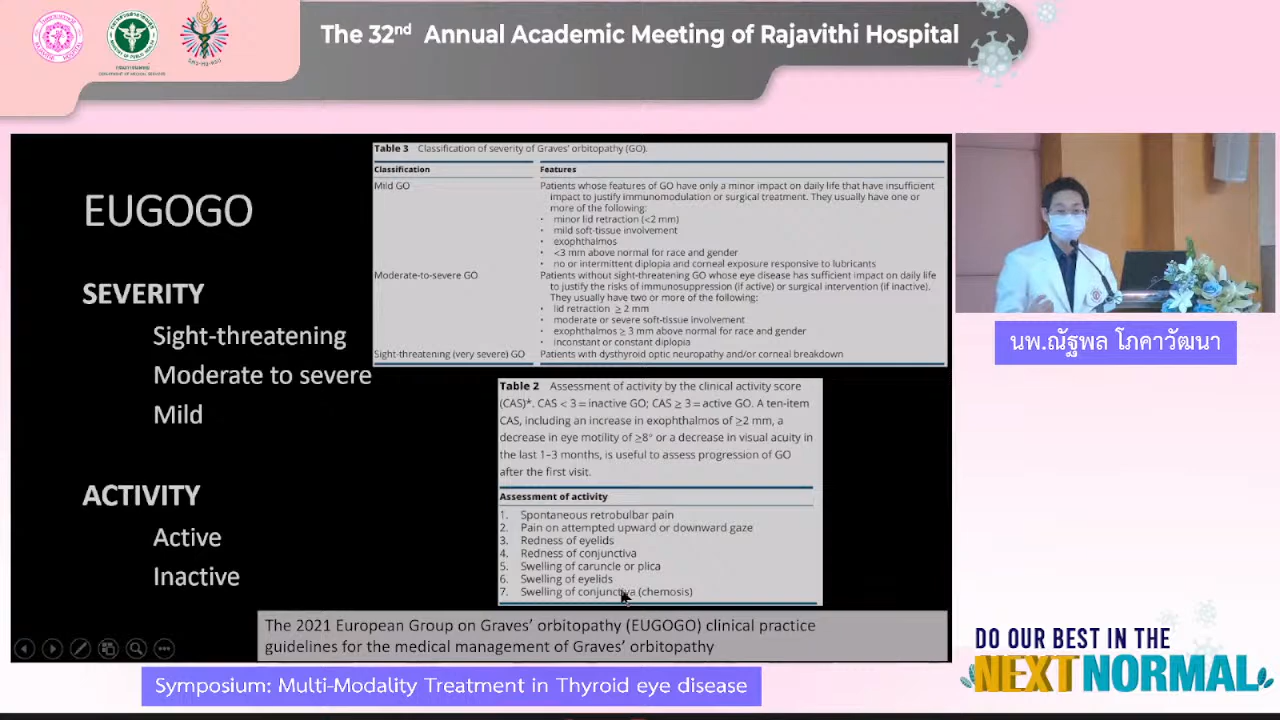 The 32nd Annual Academic Meeting of Rajavithi Hospital
EUGOGO
SEVERITY
Sight-threatening
Moderate to severe
Mild
ACTIVITY
Active
Inactive
Table 3 Classification of severity of Graves' orbitopathy (GO).
Classification Features
Mild GO Patients whose features of GO have only a minor impact on daily life that have insufficient
impact to justify immunomodulation or surgical treatment. They usually have one or
more of the following:
• minor lid retraction (<2 mm)
• mild soft-tissue involvement
• exophthalmos
• <3 mm above normal for race and gender
• no or intermittent diplopia and corneal exposure responsive to lubricants
Moderate-to-severe GO Patients without sight-threatening GO whose eye disease has sufficient impact on daily life
to justify the risks of immunosuppression (if active) or surgical intervention (if inactive).
They usually have two or more of the following:
• lid retraction ≥ 2 mm
• moderate or severe soft-tissue involvement
• exophthalmos ≥ 3 mm above normal for race and gender
• inconstant or constant diplopia
Sight-threatening (very severe) GO Patients with dysthyroid optic neuropathy and/or corneal breakdown
Table 2 Assessment of activity by the clinical activity score
(CAS)*. CAS < 3 = inactive GO; CAS ≥ 3 = active GO. A ten-item
CAS, including an increase in exophthalmos of ≥2 mm, a
decrease in eye motility of ≥8° or a decrease in visual acuity in
the last 1–3 months, is useful to assess progression of GO
after the first visit.
Assessment of activity
1. Spontaneous retrobulbar pain
2. Pain on attempted upward or downward gaze
3. Redness of eyelids
4. Redness of conjunctiva
5. Swelling of caruncle or plica
6. Swelling of eyelids
7. Swelling of conjunctiva (chemosis)
The 2021 European Group on Graves' orbitopathy (EUGOGO) clinical practice
guidelines for the medical management of Graves' orbitopathy
นพ.ณัฐพล โภคาวัฒนา
Symposium: Multi-Modality Treatment in Thyroid eye disease
DO OUR BEST IN THE
NEXT NORMAL